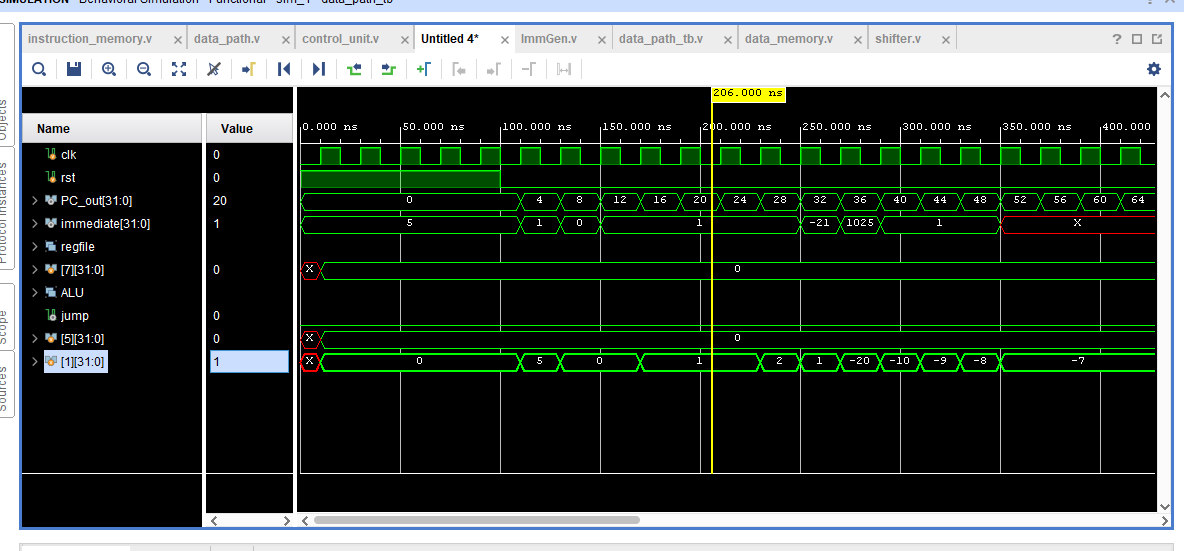 SIMULATION - Behavioral Simulation - Functional - sim_1 - data_path_tb
instruction_memory.v data_path.v control_unit.v Untitled 4* ImmGen.v data_path_tb.v data_memory.v shifter.v
Objects
Protocol Instances
Scope
Sources
206.000 ns
Name Value 0.000 ns 50.000 ns 100.000 ns 150.000 ns 200.000 ns 250.000 ns 300.000 ns 350.000 ns 400.000
clk 0
rst 0
PC_out[31:0] 20 0 4 8 12 16 20 24 28 32 36 40 44 48 52 56 60 64
immediate[31:0] 1 5 1 0 1 -21 1025 1 X
regfile
[7][31:0] 0 X 0
ALU
jump 0
[5][31:0] 0 X 0
[1][31:0] 1 X 0 5 0 1 2 1 -20 -10 -9 -8 -7